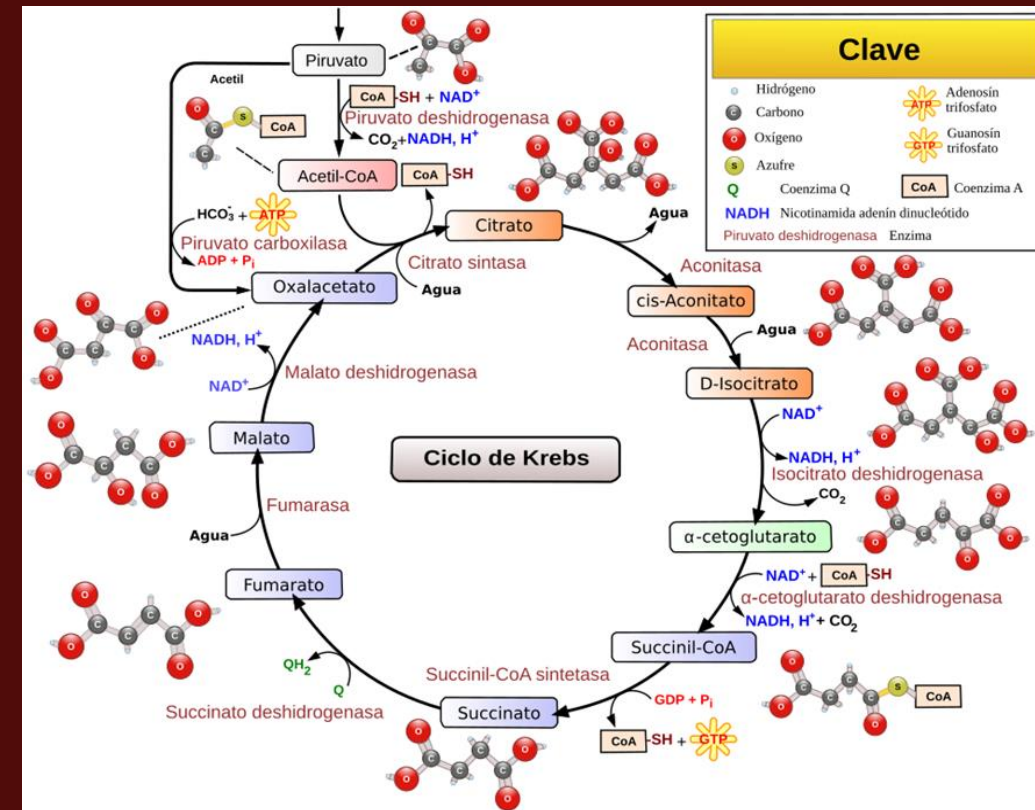 Clave
Hidrógeno
Carbono
Oxígeno
S Azufre
Q Coenzima Q
NADH Nicotinamida adenín dinucleótido
Piruvato deshidrogenasa Enzima
ATP Adenosín
trifosfato
GTP Guanosín
trifosfato
CoA Coenzima A
Piruvato
Acetil
CoA-SH + NAD⁺
Piruvato deshidrogenasa
CO₂+NADH, H⁺
S CoA
Acetil-CoA
CoA-SH
HCO₃⁻ + ATP
Piruvato carboxilasa
ADP + Pᵢ
Citrato
Citrato sintasa
Agua
Oxalacetato
Agua
Aconitasa
cis-Aconitato
Agua
Aconitasa
D-Isocitrato
NAD⁺
NADH, H⁺
Isocitrato deshidrogenasa
CO₂
α-cetoglutarato
NAD⁺ + CoA-SH
α-cetoglutarato deshidrogenasa
NADH, H⁺ + CO₂
Succinil-CoA
S CoA
Succinil-CoA sintetasa
GDP + Pᵢ
CoA-SH + GTP
Succinato
Succinato deshidrogenasa
Q
QH₂
Fumarato
Agua
Fumarasa
Malato
Malato deshidrogenasa
NAD⁺
NADH, H⁺
Ciclo de Krebs